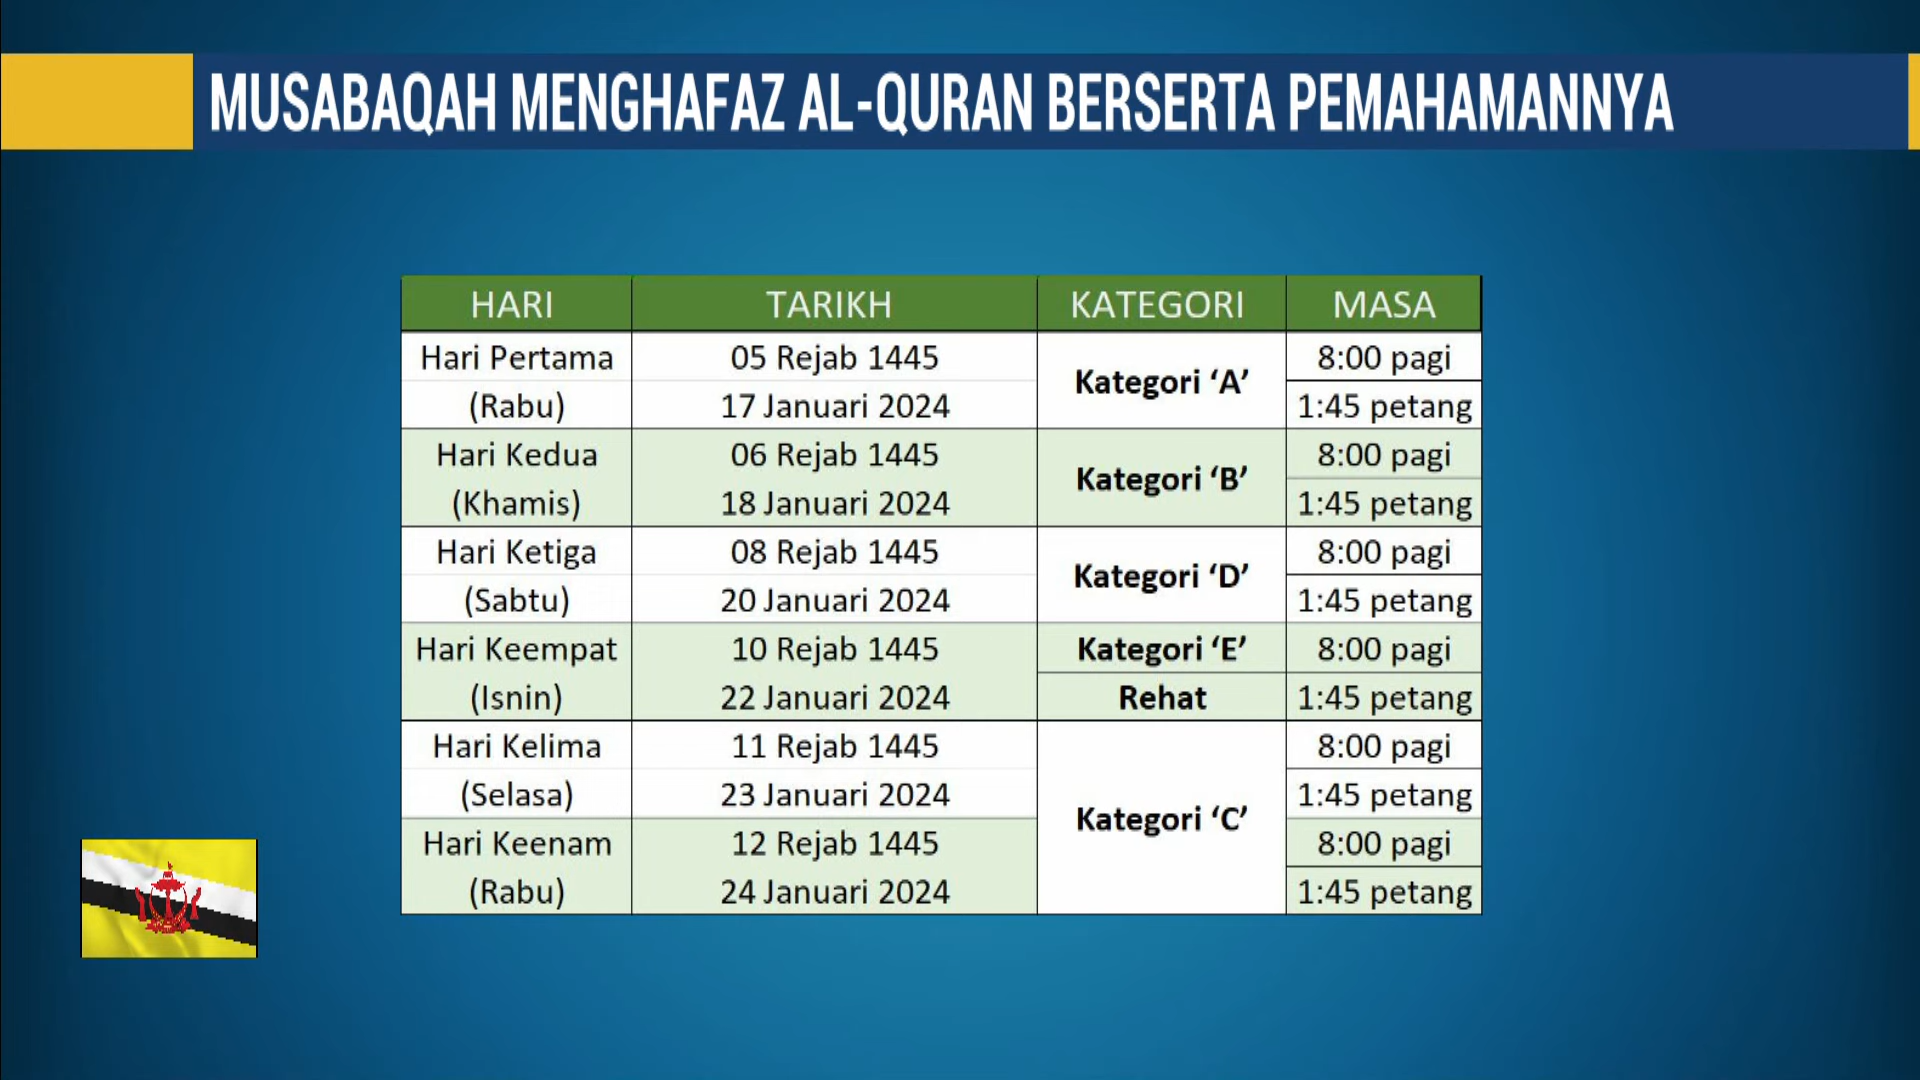 MUSABAQAH MENGHAFAZ AL-QURAN BERSERTA PEMAHAMANNYA
HARI TARIKH KATEGORI MASA
Hari Pertama 05 Rejab 1445 Kategori ‘A’ 8:00 pagi
(Rabu) 17 Januari 2024 1:45 petang
Hari Kedua 06 Rejab 1445 Kategori ‘B’ 8:00 pagi
(Khamis) 18 Januari 2024 1:45 petang
Hari Ketiga 08 Rejab 1445 Kategori ‘D’ 8:00 pagi
(Sabtu) 20 Januari 2024 1:45 petang
Hari Keempat 10 Rejab 1445 Kategori ‘E’ 8:00 pagi
(Isnin) 22 Januari 2024 Rehat 1:45 petang
Hari Kelima 11 Rejab 1445 8:00 pagi
(Selasa) 23 Januari 2024 1:45 petang
Kategori ‘C’
Hari Keenam 12 Rejab 1445 8:00 pagi
(Rabu) 24 Januari 2024 1:45 petang